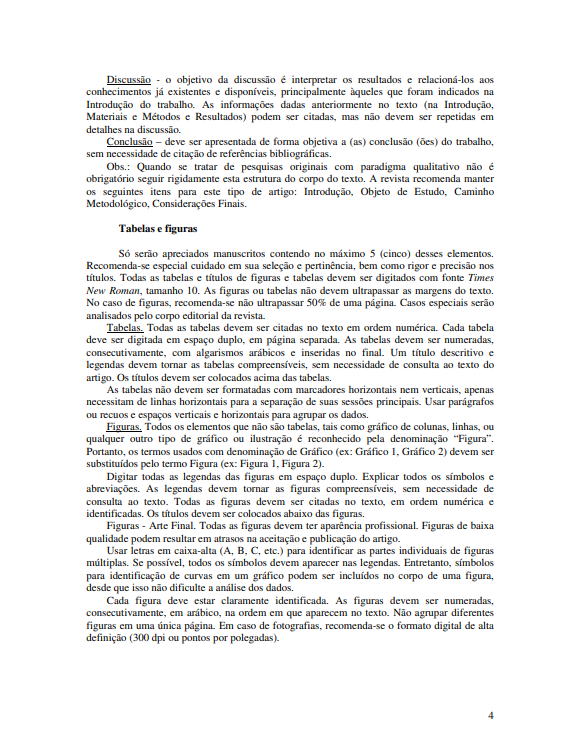 Discussão - o objetivo da discussão é interpretar os resultados e relacioná-los aos
conhecimentos já existentes e disponíveis, principalmente àqueles que foram indicados na
Introdução do trabalho. As informações dadas anteriormente no texto (na Introdução,
Materiais e Métodos e Resultados) podem ser citadas, mas não devem ser repetidas em
detalhes na discussão.
Conclusão – deve ser apresentada de forma objetiva a (as) conclusão (ões) do trabalho,
sem necessidade de citação de referências bibliográficas.
Obs.: Quando se tratar de pesquisas originais com paradigma qualitativo não é
obrigatório seguir rigidamente esta estrutura do corpo do texto. A revista recomenda manter
os seguintes itens para este tipo de artigo: Introdução, Objeto de Estudo, Caminho
Metodológico, Considerações Finais.
Tabelas e figuras
Só serão apreciados manuscritos contendo no máximo 5 (cinco) desses elementos.
Recomenda-se especial cuidado em sua seleção e pertinência, bem como rigor e precisão nos
títulos. Todas as tabelas e títulos de figuras e tabelas devem ser digitados com fonte Times
New Roman, tamanho 10. As figuras ou tabelas não devem ultrapassar as margens do texto.
No caso de figuras, recomenda-se não ultrapassar 50% de uma página. Casos especiais serão
analisados pelo corpo editorial da revista.
Tabelas. Todas as tabelas devem ser citadas no texto em ordem numérica. Cada tabela
deve ser digitada em espaço duplo, em página separada. As tabelas devem ser numeradas,
consecutivamente, com algarismos arábicos e inseridas no final. Um título descritivo e
legendas devem tornar as tabelas compreensíveis, sem necessidade de consulta ao texto do
artigo. Os títulos devem ser colocados acima das tabelas.
As tabelas não devem ser formatadas com marcadores horizontais nem verticais, apenas
necessitam de linhas horizontais para a separação de suas sessões principais. Usar parágrafos
ou recuos e espaços verticais e horizontais para agrupar os dados.
Figuras. Todos os elementos que não são tabelas, tais como gráfico de colunas, linhas, ou
qualquer outro tipo de gráfico ou ilustração é reconhecido pela denominação “Figura”.
Portanto, os termos usados com denominação de Gráfico (ex: Gráfico 1, Gráfico 2) devem ser
substituídos pelo termo Figura (ex: Figura 1, Figura 2).
Digitar todas as legendas das figuras em espaço duplo. Explicar todos os símbolos e
abreviações. As legendas devem tornar as figuras compreensíveis, sem necessidade de
consulta ao texto. Todas as figuras devem ser citadas no texto, em ordem numérica e
identificadas. Os títulos devem ser colocados abaixo das figuras.
Figuras - Arte Final. Todas as figuras devem ter aparência profissional. Figuras de baixa
qualidade podem resultar em atrasos na aceitação e publicação do artigo.
Usar letras em caixa-alta (A, B, C, etc.) para identificar as partes individuais de figuras
múltiplas. Se possível, todos os símbolos devem aparecer nas legendas. Entretanto, símbolos
para identificação de curvas em um gráfico podem ser incluídos no corpo de uma figura,
desde que isso não dificulte a análise dos dados.
Cada figura deve estar claramente identificada. As figuras devem ser numeradas,
consecutivamente, em arábico, na ordem em que aparecem no texto. Não agrupar diferentes
figuras em uma única página. Em caso de fotografias, recomenda-se o formato digital de alta
definição (300 dpi ou pontos por polegadas).
4